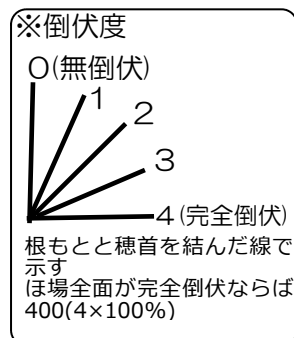 ※倒伏度
0(無倒伏)
1
2
3
4(完全倒伏)
根もとと穂首を結んだ線で
示す
ほ場全面が完全倒伏ならば
400(4×100%)